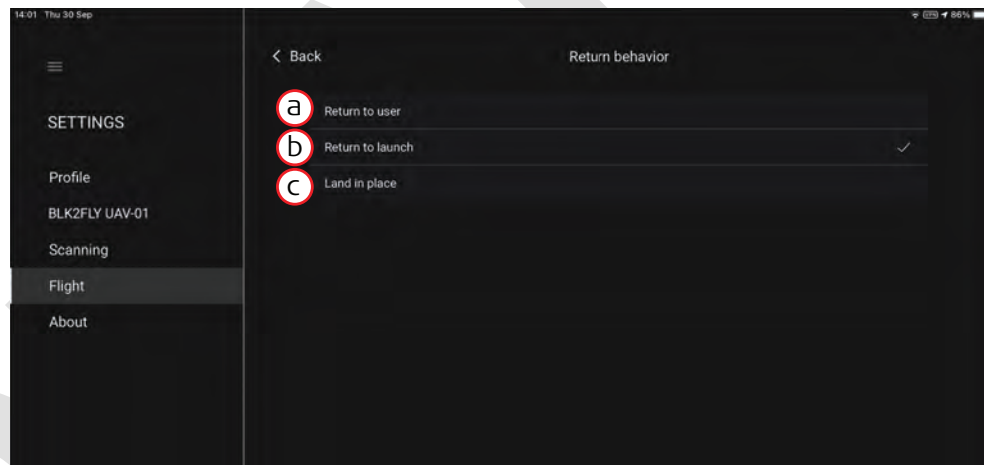 14:01 Thu 30 Sep
VPN 86%
Back
Return behavior
SETTINGS
Profile
BLK2FLY UAV-01
Scanning
Flight
About
a Return to user
b Return to launch
c Land in place